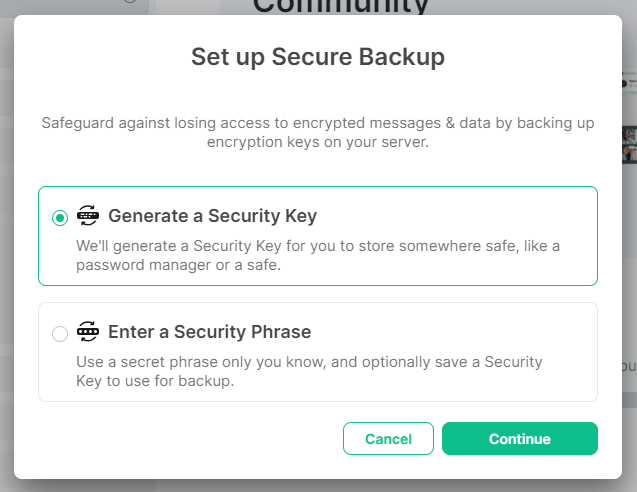 Community
Set up Secure Backup
Safeguard against losing access to encrypted messages & data by backing up
encryption keys on your server.
Generate a Security Key
We'll generate a Security Key for you to store somewhere safe, like a
password manager or a safe.
Enter a Security Phrase
Use a secret phrase only you know, and optionally save a Security
Key to use for backup.
Cancel
Continue